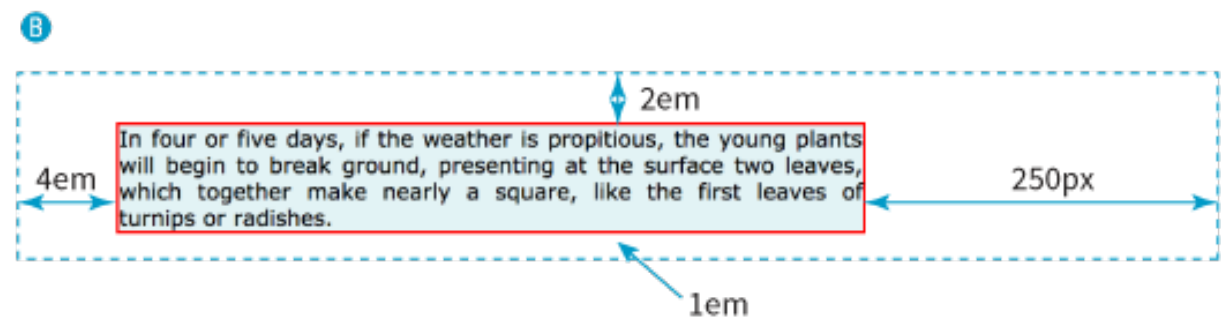 B
2em
In four or five days, if the weather is propitious, the young plants
will begin to break ground, presenting at the surface two leaves,
4em
which together make nearly a square, like the first leaves of
250px
turnips or radishes.
1em